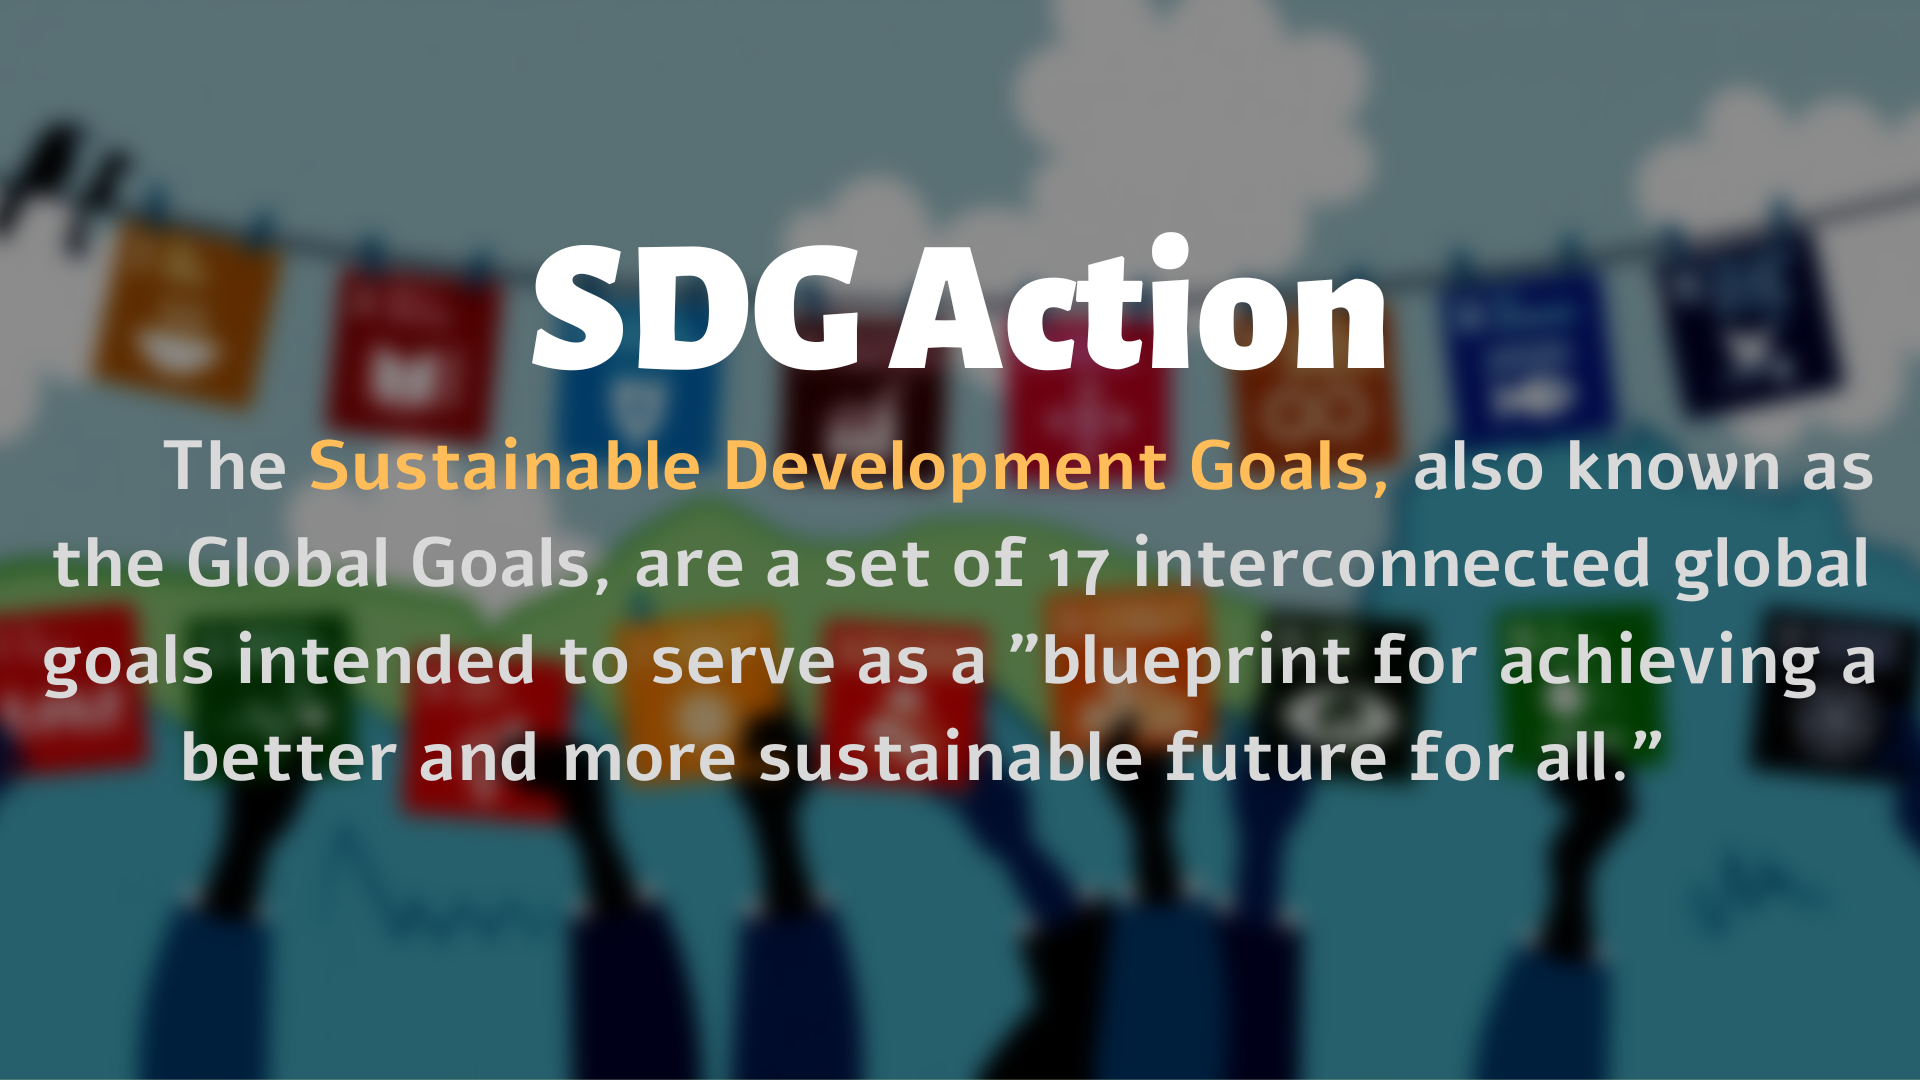 SDG Action
The Sustainable Development Goals, also known as
the Global Goals, are a set of 17 interconnected global
goals intended to serve as a ”blueprint for achieving a
better and more sustainable future for all.”